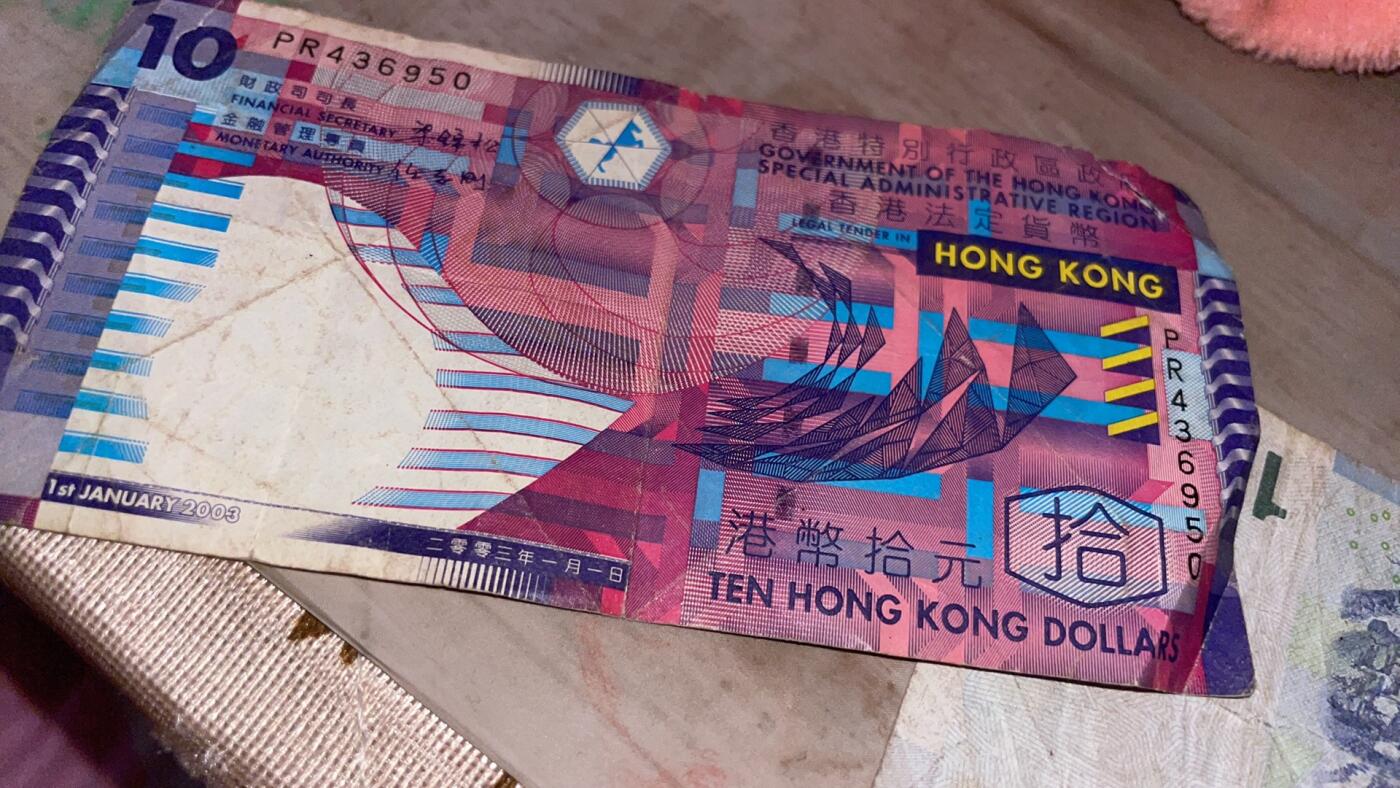 10
PR436950
財政司司長
FINANCIAL SECRETARY
金融管理專員
MONETARY AUTHORITY
香港特別行政區政
GOVERNMENT OF THE HONG KONG
SPECIAL ADMINISTRATIVE REGION
香港法定貨幣
LEGAL TENDER IN
HONG KONG
PR436950
1st JANUARY 2003
二零零三年一月一日
港幣拾元
拾
TEN HONG KONG DOLLARS
1